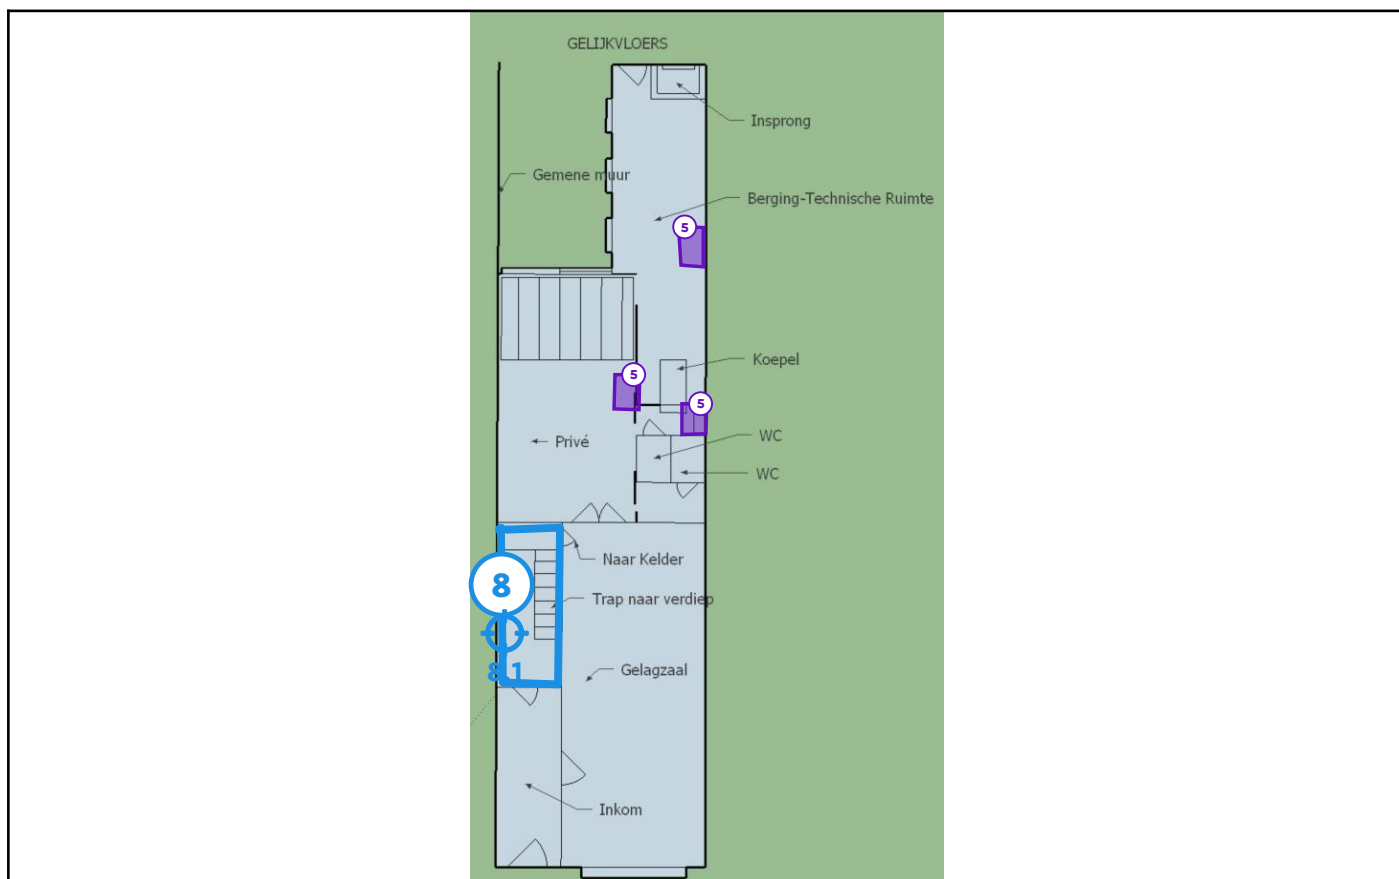 GELIJKVLOERS
Insprong
Gemene muur
Berging-Technische Ruimte
5
Koepel
5
5
WC
Privé
WC
Naar Kelder
8
Trap naar verdiep
8.1
Gelagzaal
Inkom